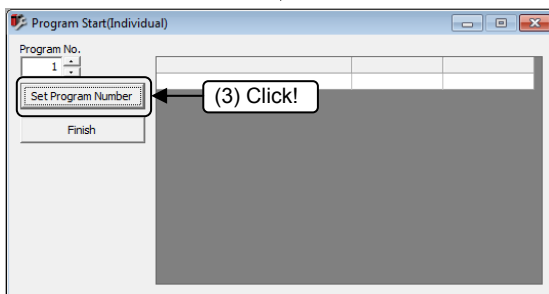 Program Start(Individual)
Program No.
1
Set Program Number
(3) Click!
Finish